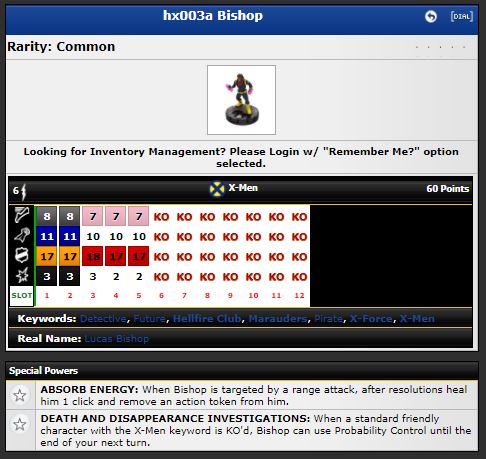 hx003a Bishop
[DIAL]
Rarity: Common
Looking for Inventory Management? Please Login w/ "Remember Me?" option
selected.
6 X-Men 60 Points
8 8 7 7 7 KO KO KO KO KO KO KO
11 11 10 10 10 KO KO KO KO KO KO KO
17 17 18 17 17 KO KO KO KO KO KO KO
3 3 3 2 2 KO KO KO KO KO KO KO
SLOT 1 2 3 4 5 6 7 8 9 10 11 12
Keywords: Detective, Future, Hellfire Club, Marauders, Pirate, X-Force, X-Men
Real Name: Lucas Bishop
Special Powers
ABSORB ENERGY: When Bishop is targeted by a range attack, after resolutions heal
him 1 click and remove an action token from him.
DEATH AND DISAPPEARANCE INVESTIGATIONS: When a standard friendly
character with the X-Men keyword is KO'd, Bishop can use Probability Control until the
end of your next turn.